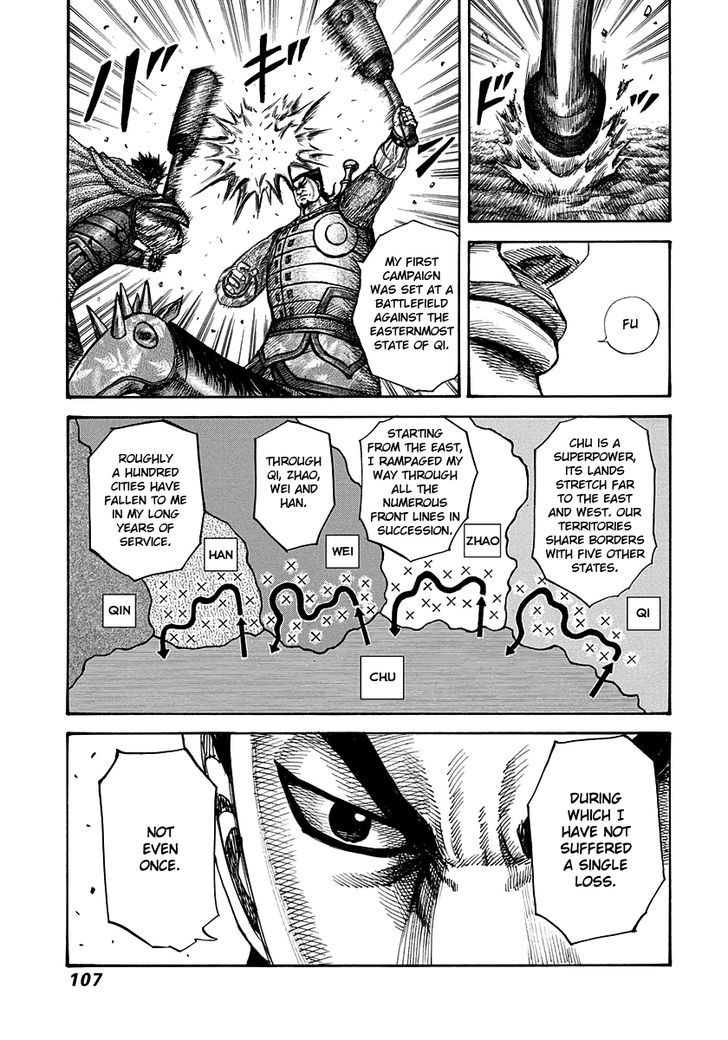 ドッ
FU
ギッ
バッ
MY FIRST
CAMPAIGN
WAS SET AT A
BATTLEFIELD
AGAINST THE
EASTERNMOST
STATE OF QI.
CHU IS A
SUPERPOWER,
ITS LANDS
STRETCH FAR
TO THE EAST
AND WEST. OUR
TERRITORIES
SHARE BORDERS
WITH FIVE OTHER
STATES.
STARTING
FROM THE EAST,
I RAMPAGED MY
WAY THROUGH
ALL THE
NUMEROUS
FRONT LINES IN
SUCCESSION.
THROUGH
QI, ZHAO,
WEI AND
HAN.
ROUGHLY
A HUNDRED
CITIES HAVE
FALLEN TO ME
IN MY LONG
YEARS OF
SERVICE.
QI
ZHAO
WEI
HAN
QIN
CHU
DURING
WHICH I
HAVE NOT
SUFFERED
A SINGLE
LOSS.
NOT
EVEN
ONCE.
107